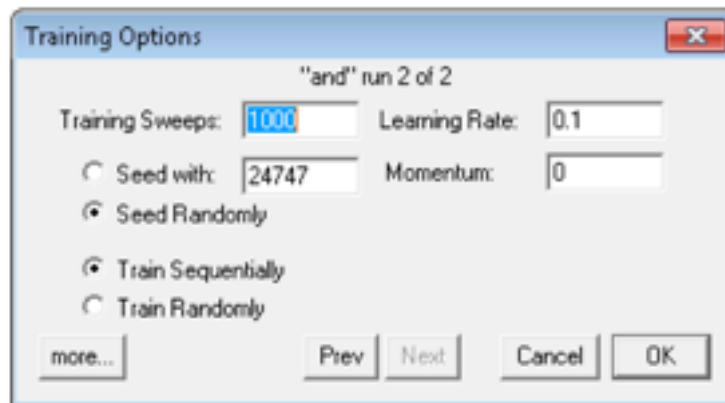 Training Options
"and" run 2 of 2
Training Sweeps: 1000 Learning Rate: 0.1
Seed with: 24747 Momentum: 0
Seed Randomly
Train Sequentially
Train Randomly
more... Prev Next Cancel OK